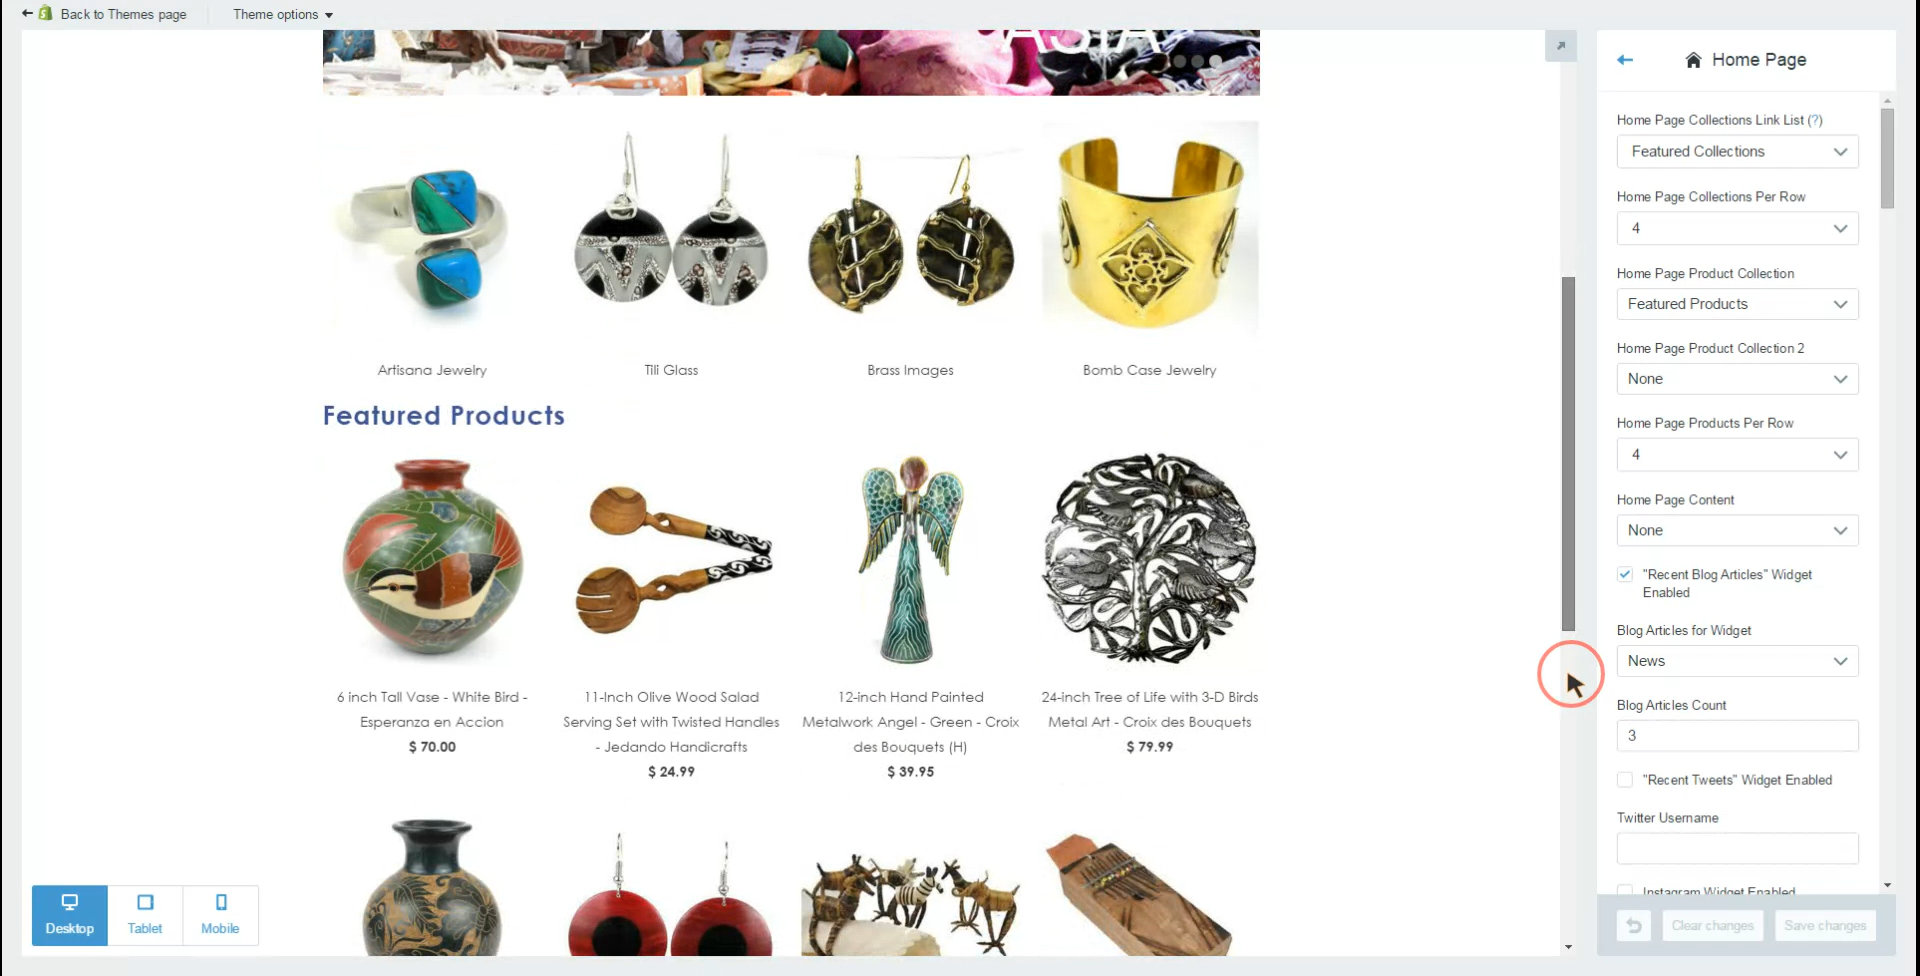 Back to Themes page
Theme options
ASIA
Artisana Jewelry
Tili Glass
Brass Images
Bomb Case Jewelry
Featured Products
6 inch Tall Vase - White Bird -
Esperanza en Accion
$ 70.00
11-Inch Olive Wood Salad
Serving Set with Twisted Handles
- Jedando Handicrafts
$ 24.99
12-inch Hand Painted
Metalwork Angel - Green - Croix
des Bouquets (H)
$ 39.95
24-inch Tree of Life with 3-D Birds
Metal Art - Croix des Bouquets
$ 79.99
Desktop
Tablet
Mobile
Home Page
Home Page Collections Link List (?)
Featured Collections
Home Page Collections Per Row
4
Home Page Product Collection
Featured Products
Home Page Product Collection 2
None
Home Page Products Per Row
4
Home Page Content
None
"Recent Blog Articles" Widget
Enabled
Blog Articles for Widget
News
Blog Articles Count
3
"Recent Tweets" Widget Enabled
Twitter Username
Instagram Widget Enabled
Clear changes
Save changes